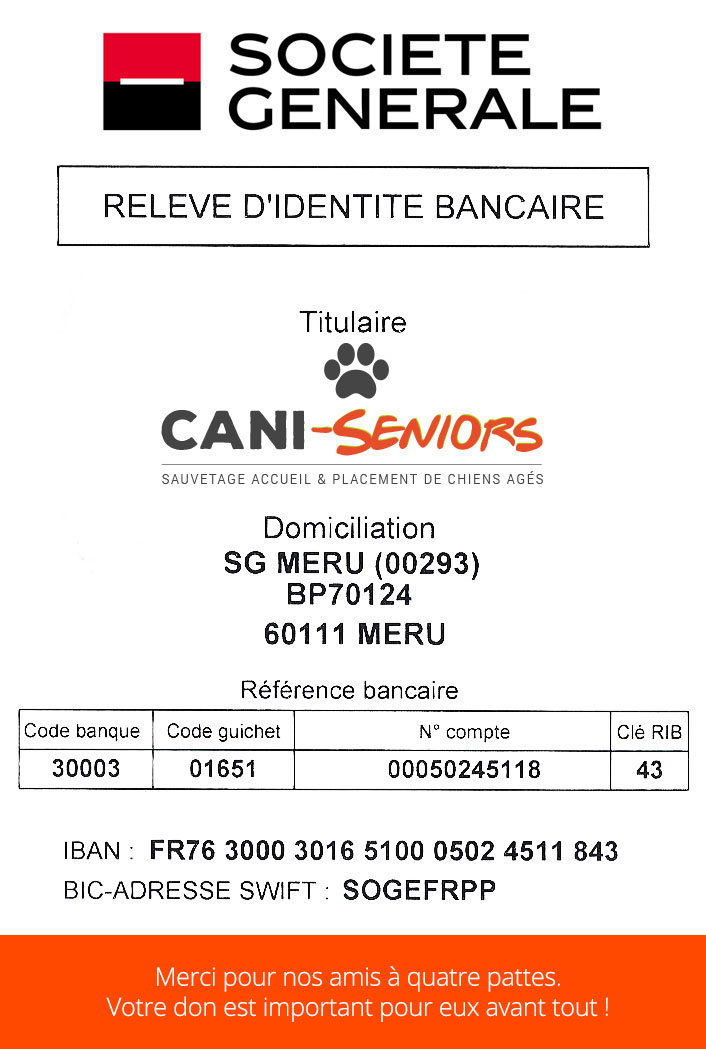 SOCIETE
GENERALE
RELEVE D'IDENTITE BANCAIRE
Titulaire
CANI-SENIORS
SAUVETAGE ACCUEIL & PLACEMENT DE CHIENS AGÉS
Domiciliation
SG MERU (00293)
BP70124
60111 MERU
Référence bancaire
Code banque Code guichet N° compte Clé RIB
30003 01651 00050245118 43
IBAN : FR76 3000 3016 5100 0502 4511 843
BIC-ADRESSE SWIFT : SOGEFRPP
Merci pour nos amis à quatre pattes.
Votre don est important pour eux avant tout !